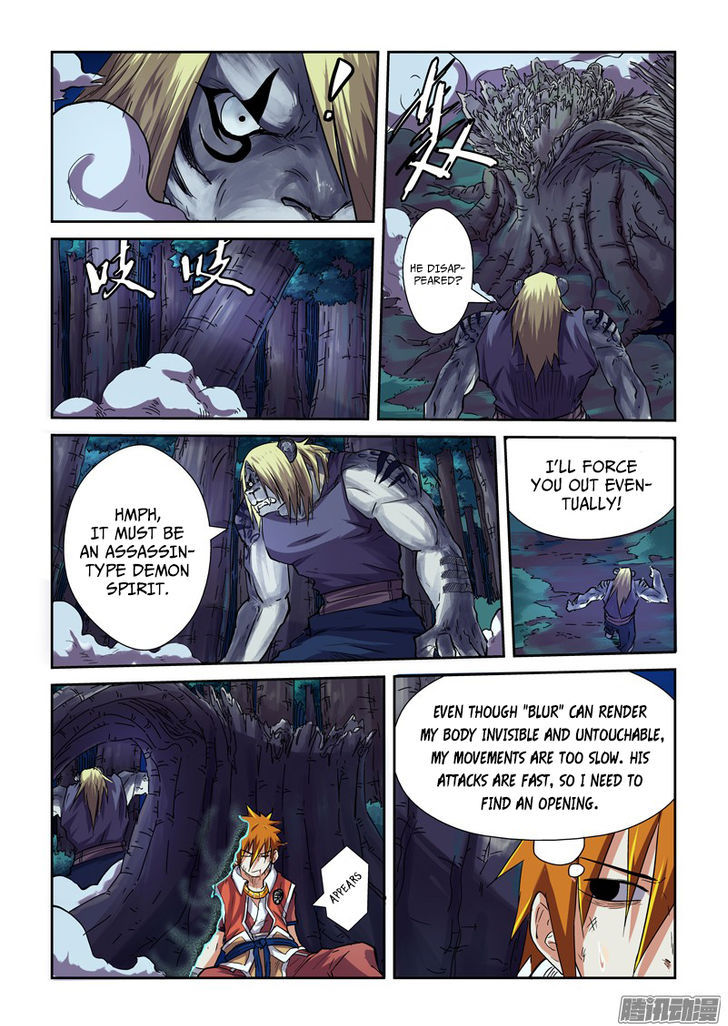 !
HE DISAP-
PEARED?
吱 吱
HMPH,
IT MUST BE
AN ASSASSIN-
TYPE DEMON
SPIRIT.
I'LL FORCE
YOU OUT EVEN-
TUALLY!
EVEN THOUGH "BLUR" CAN RENDER
MY BODY INVISIBLE AND UNTOUCHABLE,
MY MOVEMENTS ARE TOO SLOW. HIS
ATTACKS ARE FAST, SO I NEED TO
FIND AN OPENING.
APPEARS
腾讯动漫